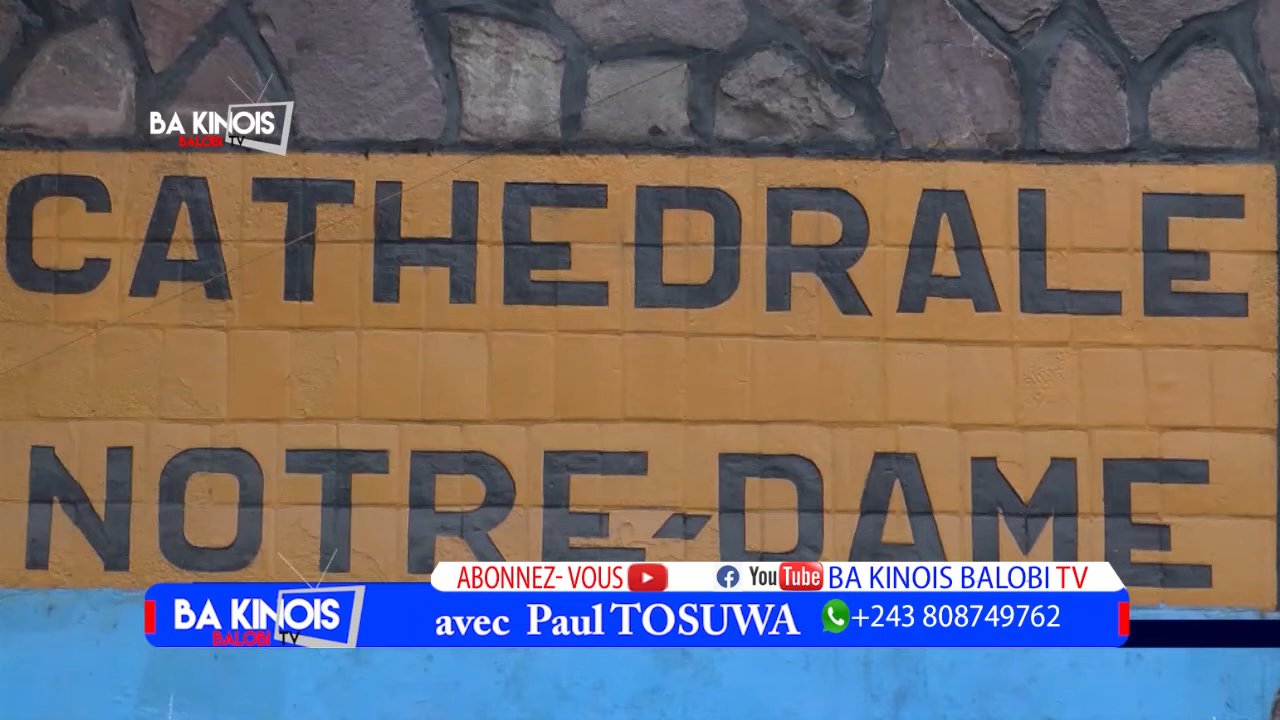 BA KINOIS
BALOBI TV
CATHEDRALE
NOTRE-DAME
ABONNEZ- VOUS YouTube BA KINOIS BALOBI TV
BA KINOIS
BALOBI TV
avec Paul TOSUWA +243 808749762